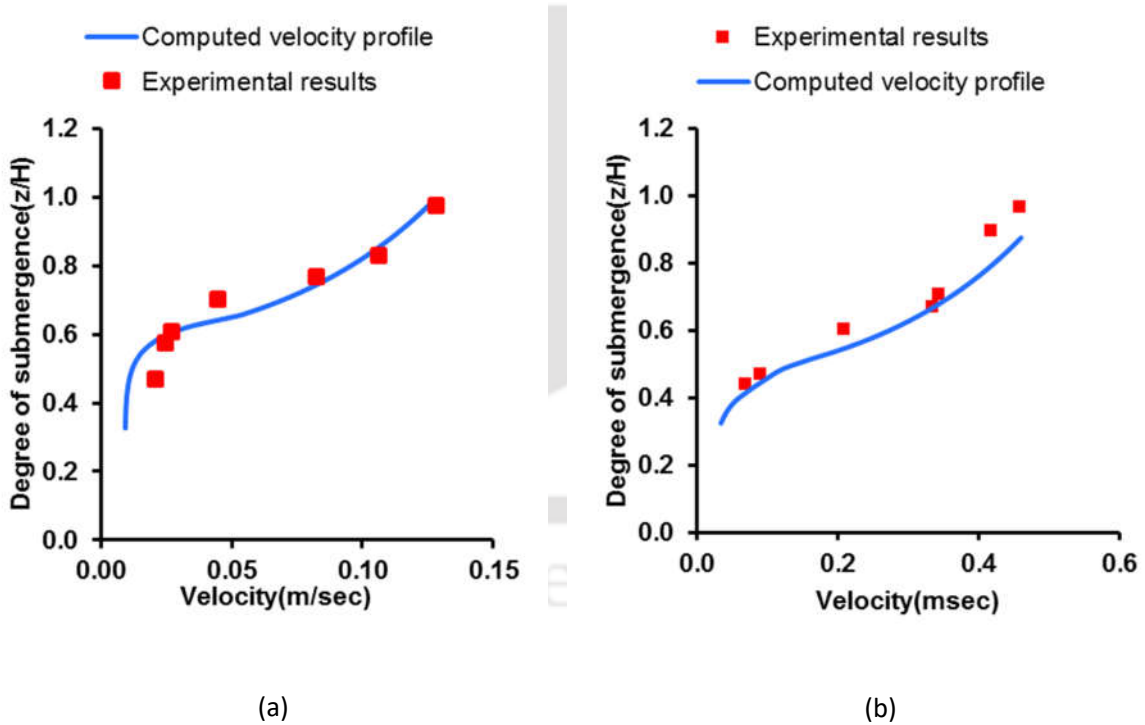 Computed velocity profile
Experimental results
Degree of submergence(z/H)
1.2
1.0
0.8
0.6
0.4
0.2
0.0
0.00 0.05 0.10 0.15
Velocity(m/sec)
(a)
Experimental results
Computed velocity profile
Degree of submergence(z/H)
1.2
1.0
0.8
0.6
0.4
0.2
0.0
0.0 0.2 0.4 0.6
Velocity(msec)
(b)